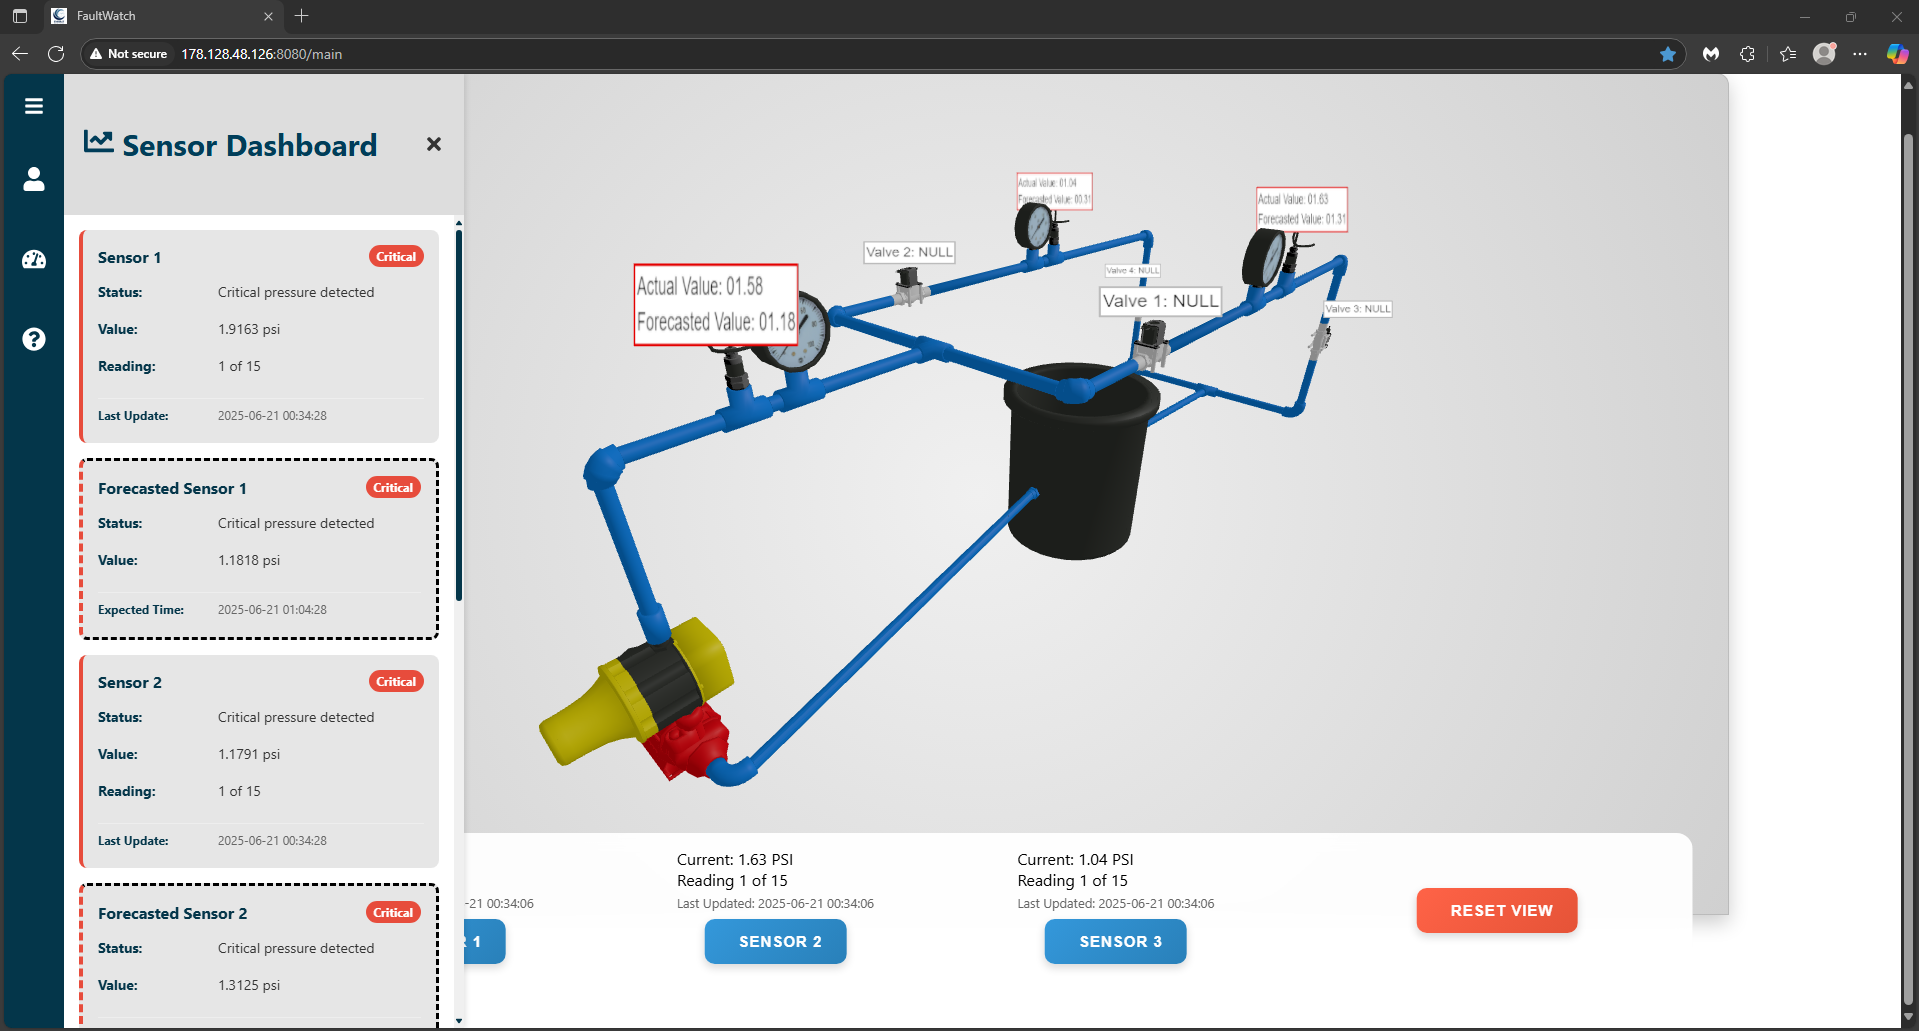 FaultWatch
Not secure
178.128.48.126:8080/main
Sensor Dashboard
Sensor 1
Critical
Status: Critical pressure detected
Value: 1.9163 psi
Reading: 1 of 15
Last Update: 2025-06-21 00:34:28
Forecasted Sensor 1
Critical
Status: Critical pressure detected
Value: 1.1818 psi
Expected Time: 2025-06-21 01:04:28
Sensor 2
Critical
Status: Critical pressure detected
Value: 1.1791 psi
Reading: 1 of 15
Last Update: 2025-06-21 00:34:28
Forecasted Sensor 2
Critical
Status: Critical pressure detected
Value: 1.3125 psi
Actual Value: 01.04
Forecasted Value: 00.31
Actual Value: 01.63
Forecasted Value: 01.31
Valve 2: NULL
Actual Value: 01.58
Forecasted Value: 01.18
Valve 4: NULL
Valve 1: NULL
Valve 3: NULL
-21 00:34:06
R 1
Current: 1.63 PSI
Reading 1 of 15
Last Updated: 2025-06-21 00:34:06
SENSOR 2
Current: 1.04 PSI
Reading 1 of 15
Last Updated: 2025-06-21 00:34:06
SENSOR 3
RESET VIEW